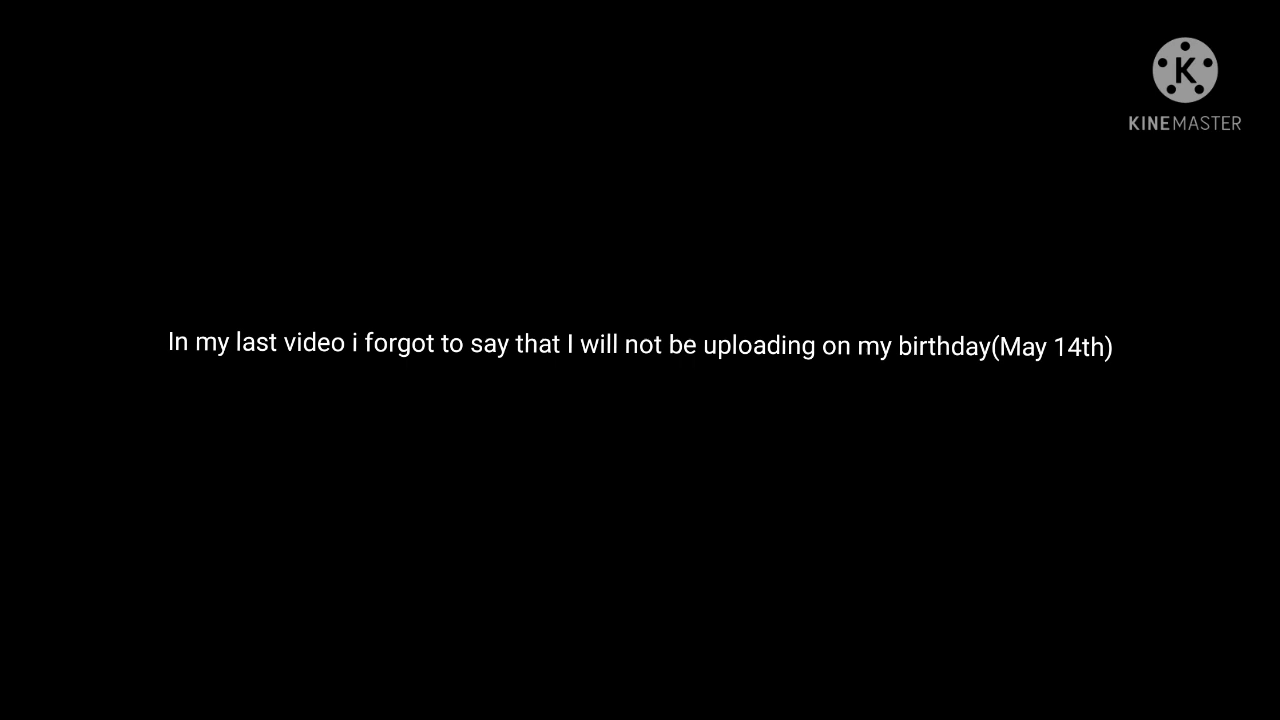 K
KINEMASTER
In my last video i forgot to say that I will not be uploading on my birthday(May 14th)